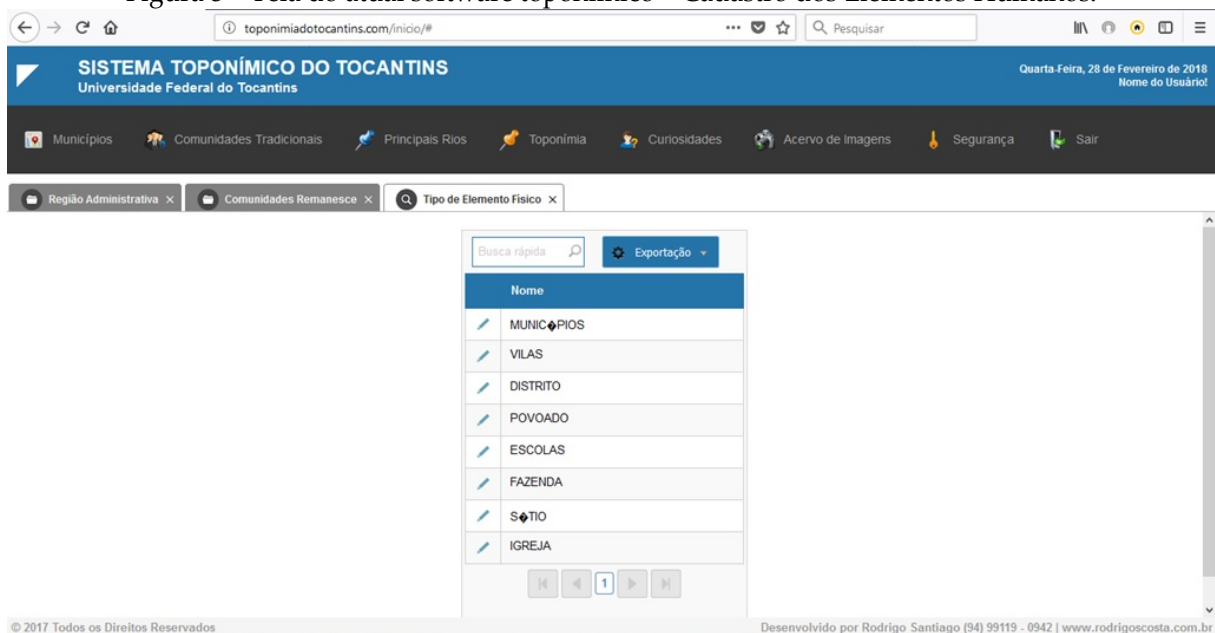 Figura 3 – Tela do atual software toponímico – Cadastro dos Elementos Humanos.
toponimiadotocantins.com/inicio/#
Pesquisar
SISTEMA TOPONÍMICO DO TOCANTINS
Universidade Federal do Tocantins
Quarta-Feira, 28 de Fevereiro de 2018
Nome do Usuário!
Municípios Comunidades Tradicionais Principais Rios Toponímia Curiosidades Acervo de Imagens Segurança Sair
Região Administrativa × Comunidades Remanesce × Tipo de Elemento Físico ×
Busca rápida Exportação
Nome
MUNIC�PIOS
VILAS
DISTRITO
POVOADO
ESCOLAS
FAZENDA
S�TIO
IGREJA
1
© 2017 Todos os Direitos Reservados
Desenvolvido por Rodrigo Santiago (94) 99119 - 0942 | www.rodrigoscosta.com.br